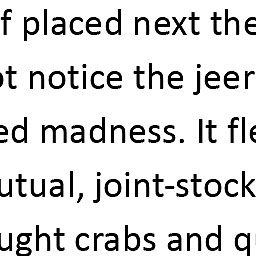 f placed next the
ot notice the jeer
ed madness. It fle
utual, joint-stock
ught crabs and qu